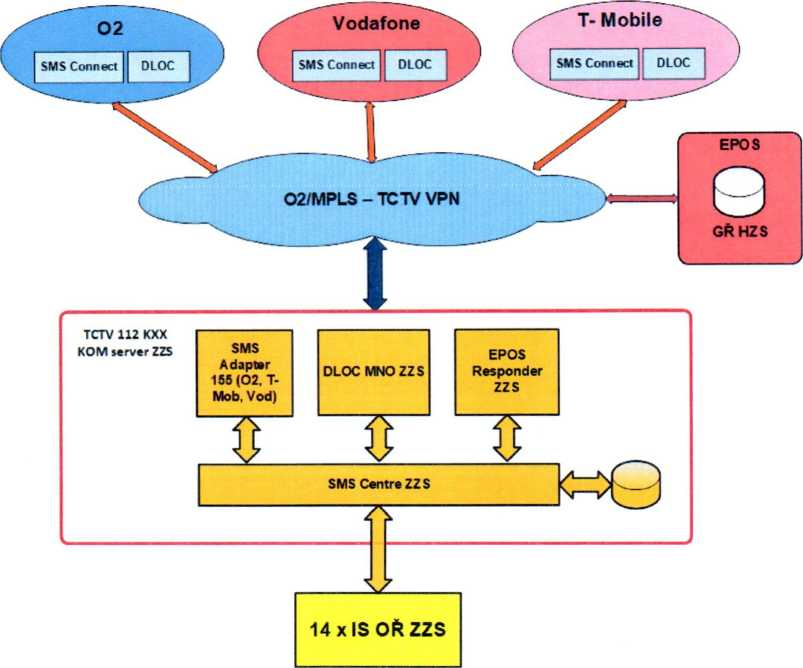 O2
SMS Connect
DLOC
Vodafone
SMS Connect
DLOC
T- Mobile
SMS Connect
DLOC
O2/MPLS – TCTV VPN
EPOS
GŘ HZS
TCTV 112 KXX
KOM server ZZS
SMS
Adapter
155 (O2, T-
Mob, Vod)
DLOC MNO ZZS
EPOS
Responder
ZZS
SMS Centre ZZS
14 x IS OŘ ZZS